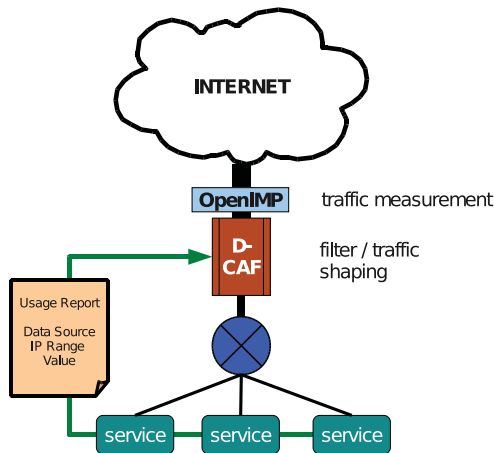 INTERNET
OpenIMP
traffic measurement
D-
CAF
filter / traffic
shaping
Usage Report
Data Source
IP Range
Value
service
service
service